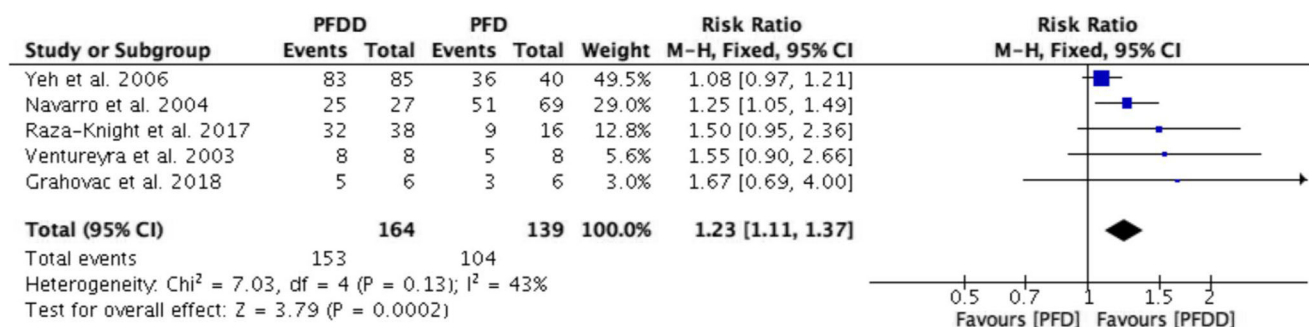 PFDD PFD Risk Ratio Risk Ratio
Study or Subgroup Events Total Events Total Weight M-H, Fixed, 95% CI M-H, Fixed, 95% CI
Yeh et al. 2006 83 85 36 40 49.5% 1.08 [0.97, 1.21]
Navarro et al. 2004 25 27 51 69 29.0% 1.25 [1.05, 1.49]
Raza-Knight et al. 2017 32 38 9 16 12.8% 1.50 [0.95, 2.36]
Ventureyra et al. 2003 8 8 5 8 5.6% 1.55 [0.90, 2.66]
Grahovac et al. 2018 5 6 3 6 3.0% 1.67 [0.69, 4.00]
Total (95% CI) 164 139 100.0% 1.23 [1.11, 1.37]
Total events 153 104
Heterogeneity: Chi² = 7.03, df = 4 (P = 0.13); I² = 43%
Test for overall effect: Z = 3.79 (P = 0.0002)
0.5 0.7 1 1.5 2
Favours [PFD] Favours [PFDD]